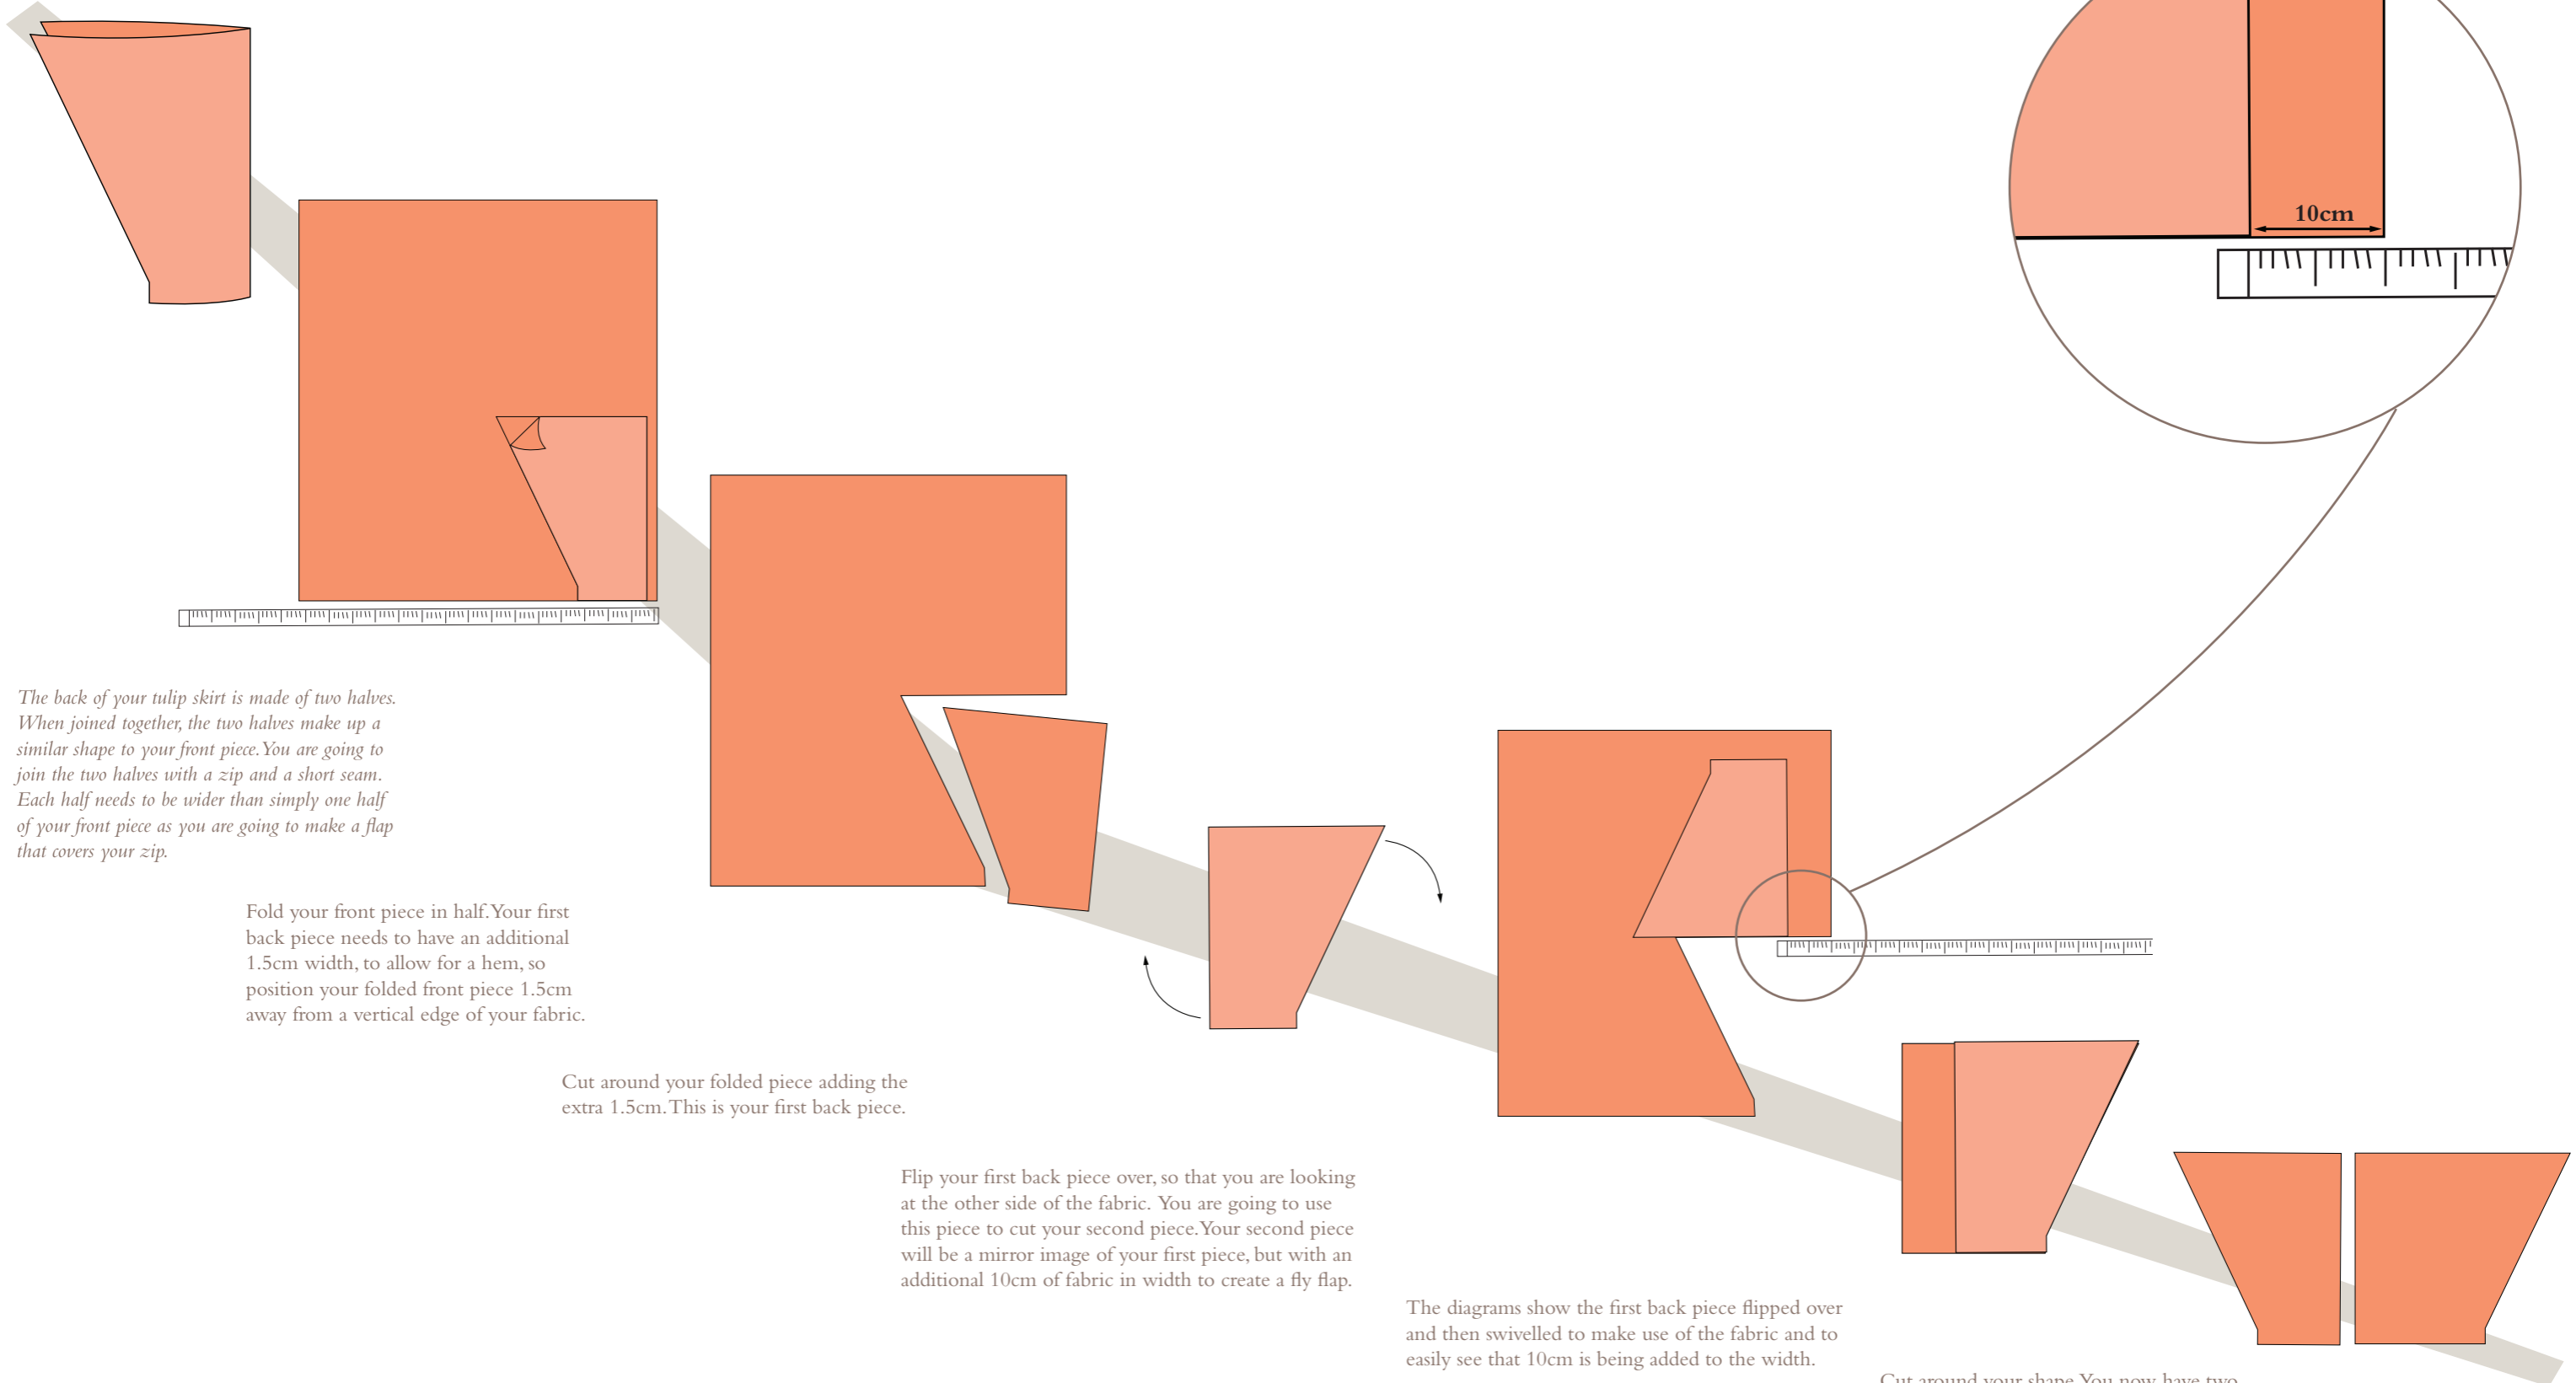 10cm
The back of your tulip skirt is made of two halves.
When joined together, the two halves make up a
similar shape to your front piece. You are going to
join the two halves with a zip and a short seam.
Each half needs to be wider than simply one half
of your front piece as you are going to make a flap
that covers your zip.
Fold your front piece in half. Your first
back piece needs to have an additional
1.5cm width, to allow for a hem, so
position your folded front piece 1.5cm
away from a vertical edge of your fabric.
Cut around your folded piece adding the
extra 1.5cm. This is your first back piece.
Flip your first back piece over, so that you are looking
at the other side of the fabric. You are going to use
this piece to cut your second piece. Your second piece
will be a mirror image of your first piece, but with an
additional 10cm of fabric in width to create a fly flap.
The diagrams show the first back piece flipped over
and then swivelled to make use of the fabric and to
easily see that 10cm is being added to the width.
Cut around your shape. You now have two